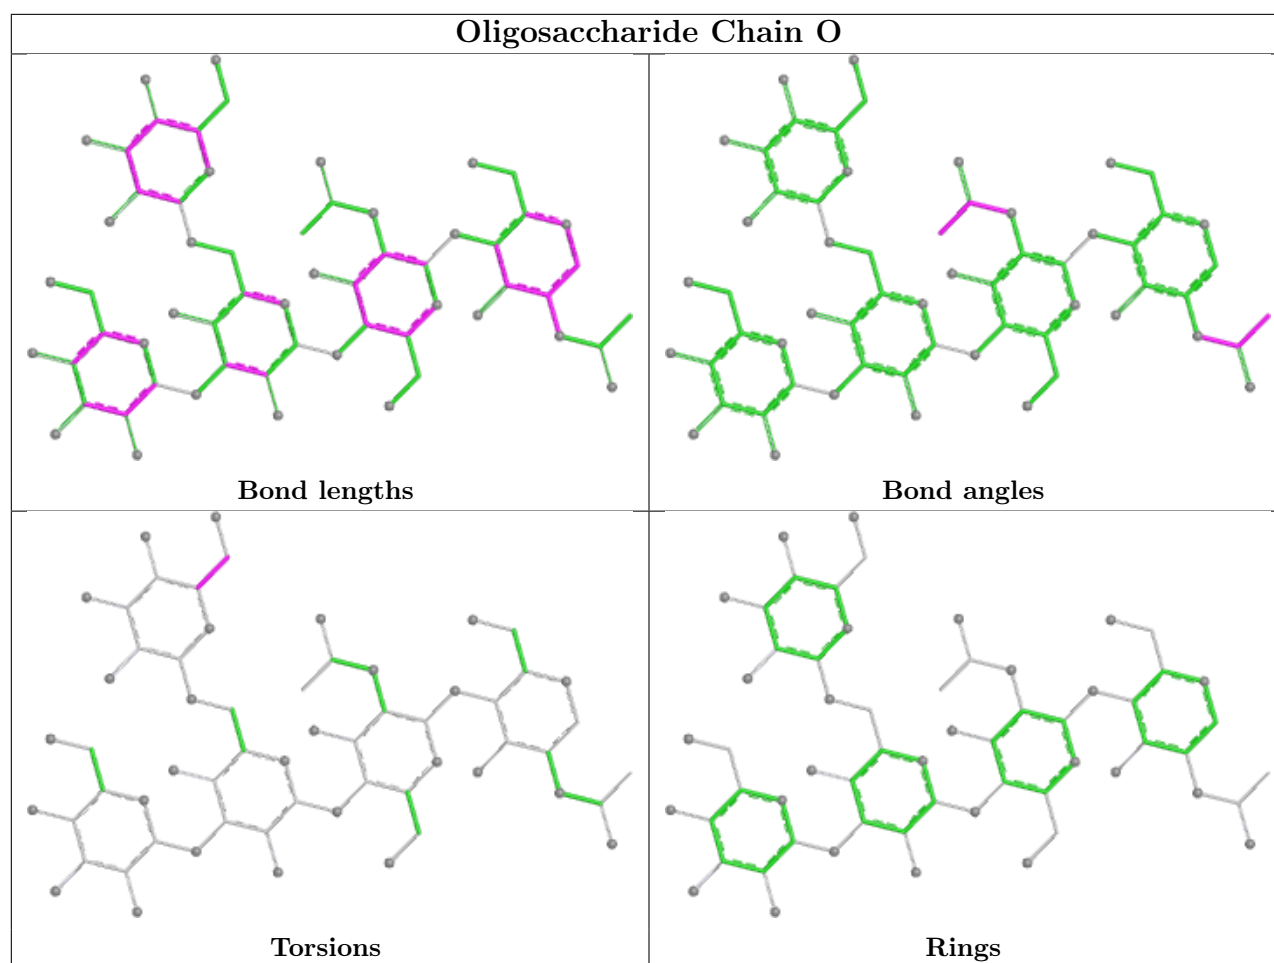 Oligosaccharide Chain O
Bond lengths
Bond angles
Torsions
Rings